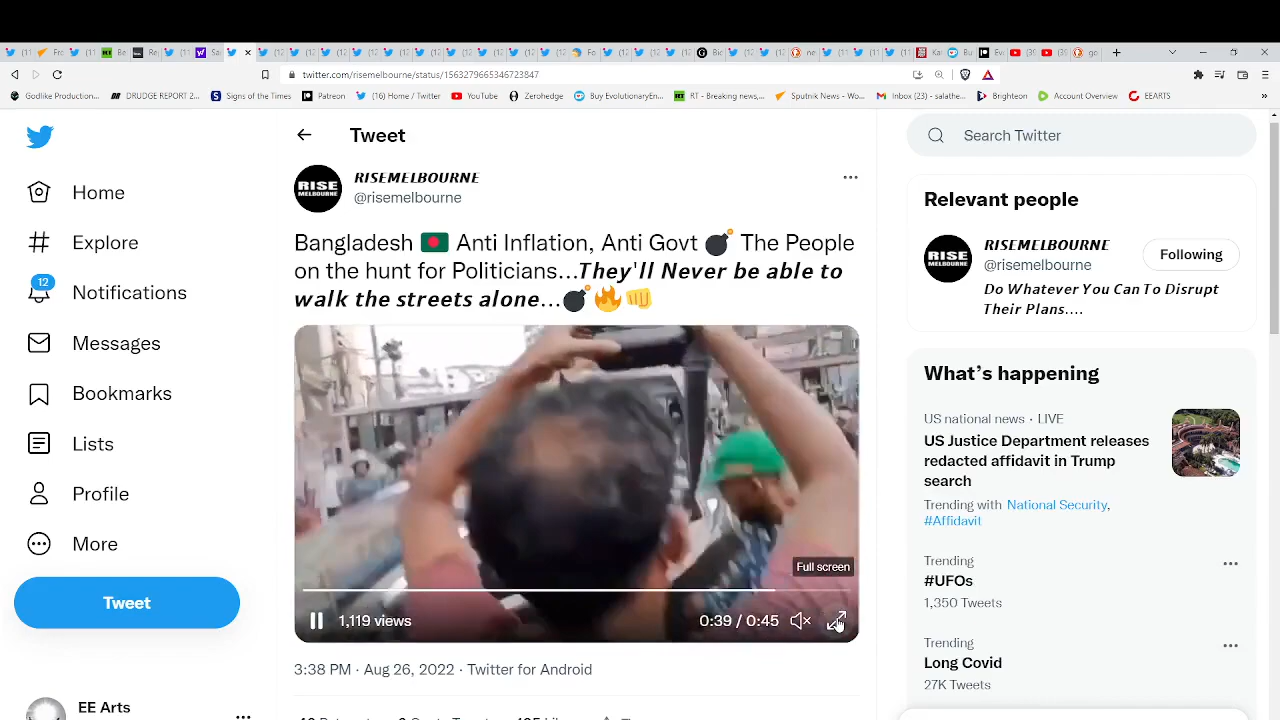 twitter.com/risemelbourne/status/1563279665346723847
Godlike Production... DRUDGE REPORT 2... Signs of the Times Patreon (16) Home / Twitter YouTube Zerohedge Buy EvolutionaryEn... RT - Breaking news,... Sputnik News - Wo... Inbox (23) - salathe... Brighteon Account Overview EEARTS
Home
Explore
12
Notifications
Messages
Bookmarks
Lists
Profile
More
Tweet
EE Arts
Tweet
RISE MELBOURNE
RISEMELBOURNE
@risemelbourne
Bangladesh 🇧🇩 Anti Inflation, Anti Govt 💣 The People
on the hunt for Politicians...They'll Never be able to
walk the streets alone...💣🔥👊
Full screen
1,119 views
0:39 / 0:45
3:38 PM · Aug 26, 2022 · Twitter for Android
Search Twitter
Relevant people
RISE MELBOURNE
RISEMELBOURNE
@risemelbourne
Following
Do Whatever You Can To Disrupt
Their Plans....
What's happening
US national news · LIVE
US Justice Department releases
redacted affidavit in Trump
search
Trending with National Security,
#Affidavit
Trending
#UFOs
1,350 Tweets
Trending
Long Covid
27K Tweets